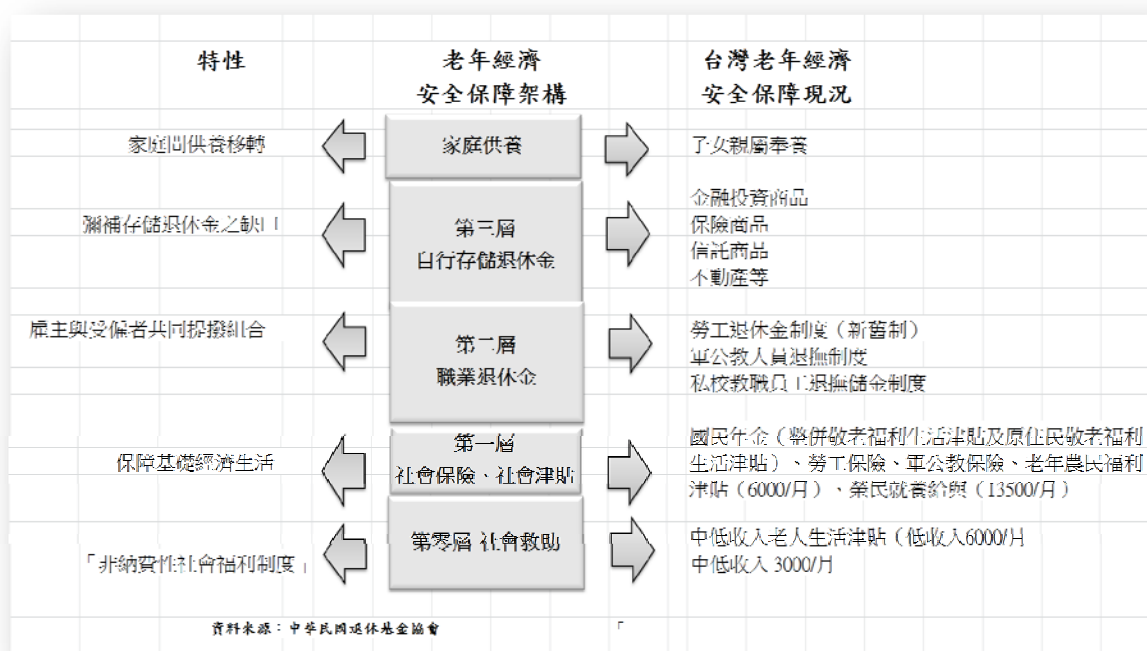 特性
老年經濟
安全保障架構
台灣老年經濟
安全保障現況
家庭間供養移轉
家庭供養
子女親屬奉養
彌補存儲退休金之缺口
第三層
自行存儲退休金
金融投資商品
保險商品
信託商品
不動產等
雇主與受僱者共同提撥組合
第二層
職業退休金
勞工退休金制度（新舊制）
軍公教人員退撫制度
私校教職員工退撫儲金制度
保障基礎經濟生活
第一層
社會保險、社會津貼
國民年金（整併敬老福利生活津貼及原住民敬老福利
生活津貼）、勞工保險、軍公教保險、老年農民福利
津貼（6000/月）、榮民就養給與（13500/月）
「非納費性社會福利制度」
第零層 社會救助
中低收入老人生活津貼（低收入6000/月
中低收入 3000/月
資料來源：中華民國退休基金協會
「